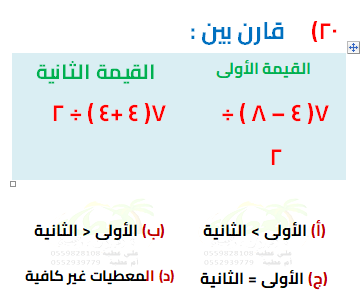 ٢٠) قارن بين :
القيمة الأولى
القيمة الثانية
٧(٤ – ٨) ÷
٢
٧(٤ +٤) ÷ ٢
(أ) الأولى > الثانية
(ب) الأولى < الثانية
(ج) الأولى = الثانية
(د) المعطيات غير كافية